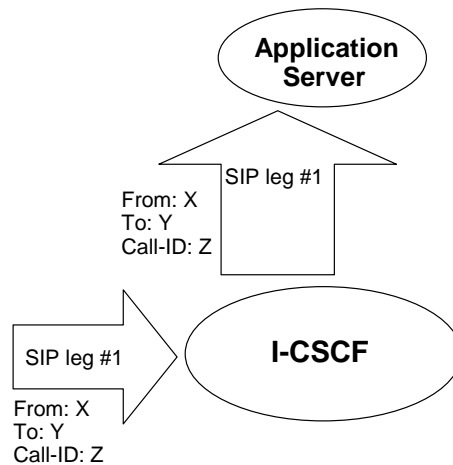 Application
Server
SIP leg #1
From: X
To: Y
Call-ID: Z
I-CSCF
SIP leg #1
From: X
To: Y
Call-ID: Z